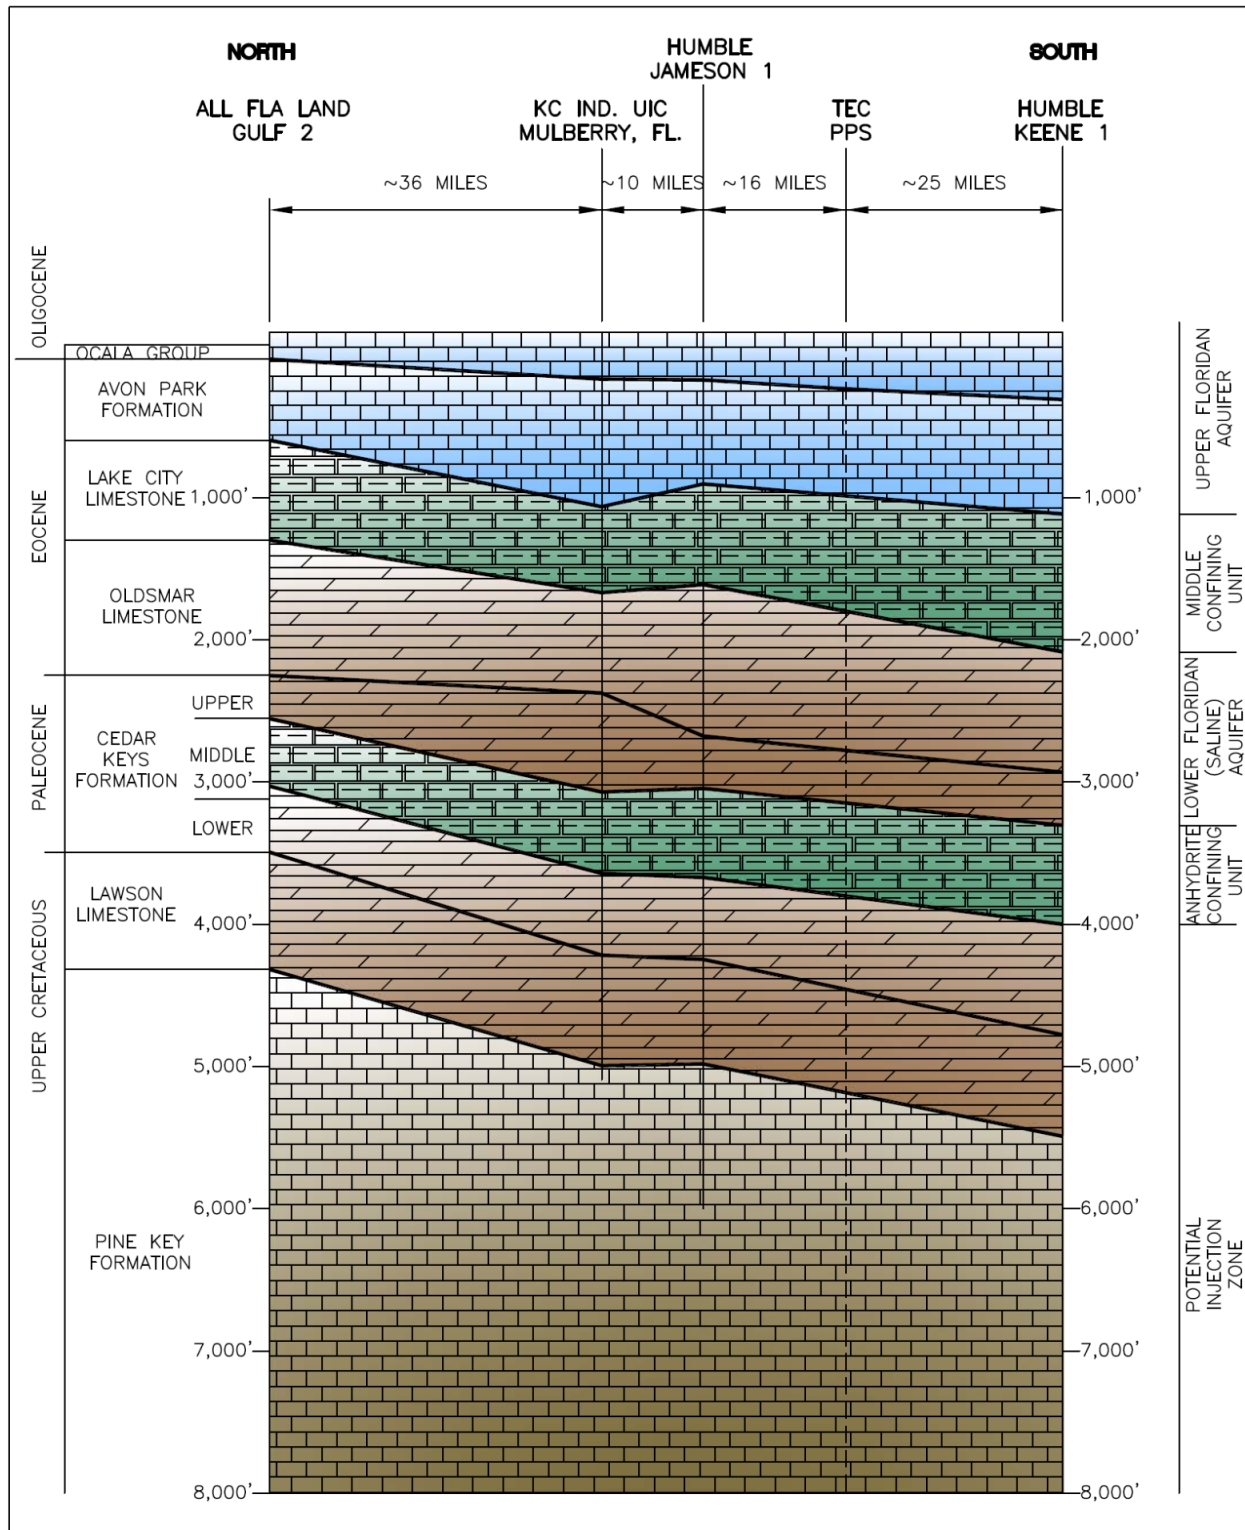 NORTH
HUMBLE
JAMESON 1
SOUTH
ALL FLA LAND
GULF 2
KC IND. UIC
MULBERRY, FL.
TEC
PPS
HUMBLE
KEENE 1
~36 MILES
~10 MILES
~16 MILES
~25 MILES
OLIGOCENE
OCALA GROUP
EOCENE
AVON PARK
FORMATION
LAKE CITY
LIMESTONE
OLDSMAR
LIMESTONE
PALEOCENE
CEDAR
KEYS
FORMATION
UPPER
MIDDLE
LOWER
UPPER CRETACEOUS
LAWSON
LIMESTONE
PINE KEY
FORMATION
1,000'
2,000'
3,000'
4,000'
5,000'
6,000'
7,000'
8,000'
1,000'
2,000'
3,000'
4,000'
5,000'
6,000'
7,000'
8,000'
UPPER FLORIDAN
AQUIFER
MIDDLE
CONFINING
UNIT
LOWER FLORIDAN
(SALINE)
AQUIFER
ANHYDRITE
CONFINING
UNIT
POTENTIAL
INJECTION
ZONE